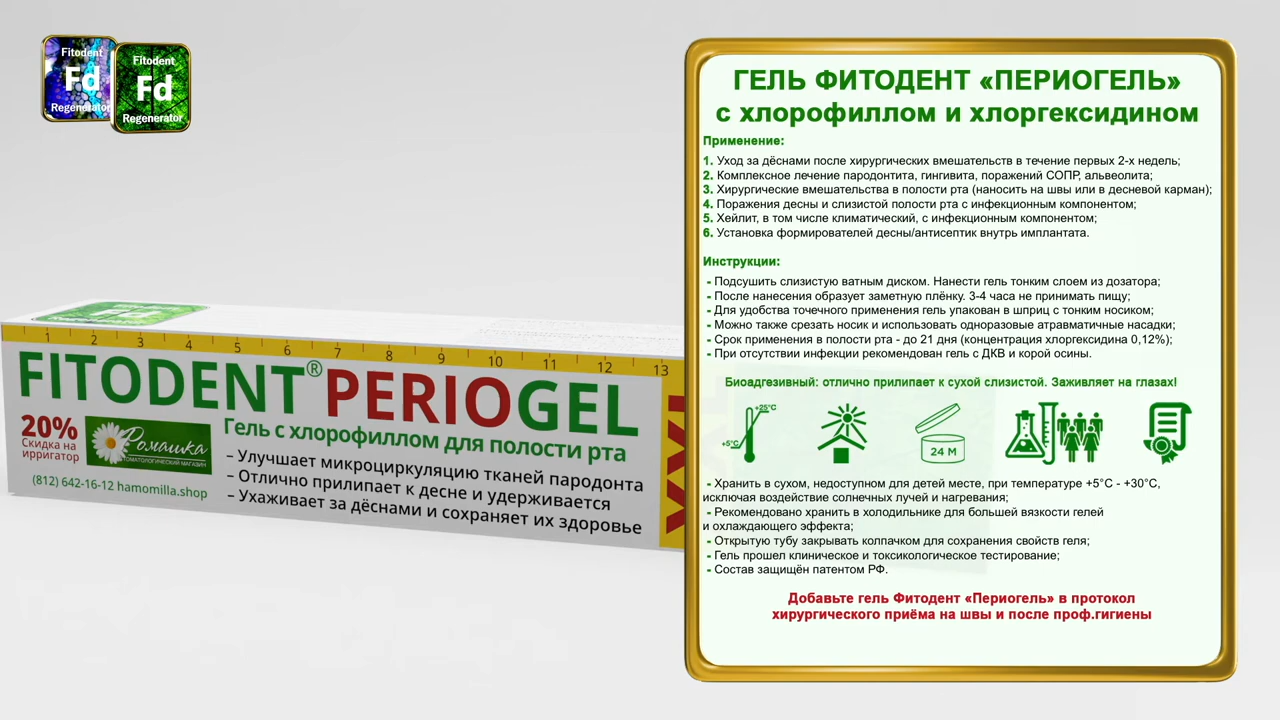 Fitodent
Fd
Regenerator
Fitodent
Fd
Regenerator
1 2 3 4 5 6 7 8 9 10 11 12 13
FITODENT® PERIOGEL
20%
Скидка на
ирригатор
Ромашка
СТОМАТОЛОГИЧЕСКИЙ МАГАЗИН
(812) 642-16-12 hamomilla.shop
Гель с хлорофиллом для полости рта
– Улучшает микроциркуляцию тканей пародонта
– Отлично прилипает к десне и удерживается
– Ухаживает за дёснами и сохраняет их здоровье
ГЕЛЬ ФИТОДЕНТ «ПЕРИОГЕЛЬ»
с хлорофиллом и хлоргексидином
Применение:
1. Уход за дёснами после хирургических вмешательств в течение первых 2-х недель;
2. Комплексное лечение пародонтита, гингивита, поражений СОПР, альвеолита;
3. Хирургические вмешательства в полости рта (наносить на швы или в десневой карман);
4. Поражения десны и слизистой полости рта с инфекционным компонентом;
5. Хейлит, в том числе климатический, с инфекционным компонентом;
6. Установка формирователей десны/антисептик внутрь имплантата.
Инструкции:
- Подсушить слизистую ватным диском. Нанести гель тонким слоем из дозатора;
- После нанесения образует заметную плёнку. 3-4 часа не принимать пищу;
- Для удобства точечного применения гель упакован в шприц с тонким носиком;
- Можно также срезать носик и использовать одноразовые атравматичные насадки;
- Срок применения в полости рта - до 21 дня (концентрация хлоргексидина 0,12%);
- При отсутствии инфекции рекомендован гель с ДКВ и корой осины.
Биоадгезивный: отлично прилипает к сухой слизистой. Заживляет на глазах!
+25°C
+5°C
24 M
- Хранить в сухом, недоступном для детей месте, при температуре +5°C - +30°C,
исключая воздействие солнечных лучей и нагревания;
- Рекомендовано хранить в холодильнике для большей вязкости гелей
и охлаждающего эффекта;
- Открытую тубу закрывать колпачком для сохранения свойств геля;
- Гель прошел клиническое и токсикологическое тестирование;
- Состав защищён патентом РФ.
Добавьте гель Фитодент «Периогель» в протокол
хирургического приёма на швы и после проф.гигиены